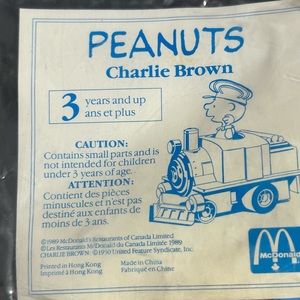 PEANUTS
Charlie Brown
3 years and up
ans et plus
CAUTION:
Contains small parts and is
not intended for children
under 3 years of age.
ATTENTION:
Contient des pièces
minuscules et n'est pas
destiné aux enfants de
moins de 3 ans.
©1989 McDonald's Restaurants of Canada Limited
©Les Restaurants McDonald du Canada Limitée 1989
CHARLIE BROWN: ©1950 United Feature Syndicate, Inc.
Printed in Hong Kong
Imprimé à Hong Kong
Made in China
Fabriqué en Chine
McDonald